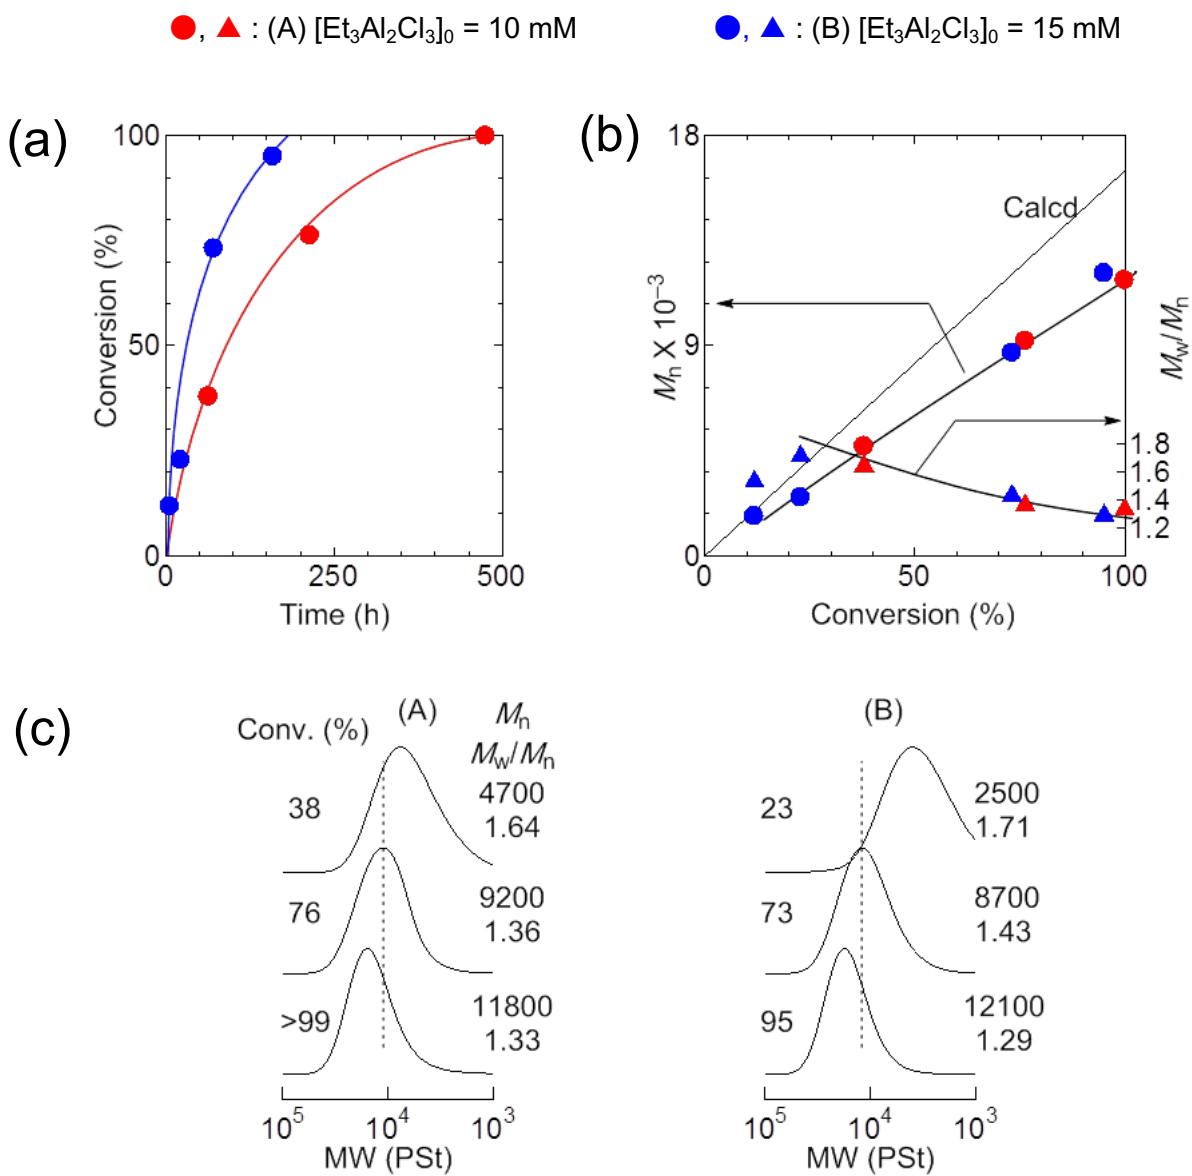 ●, ▲ : (A) [Et₃Al₂Cl₃]₀ = 10 mM
●, ▲ : (B) [Et₃Al₂Cl₃]₀ = 15 mM
(a)
Conversion (%)
100
50
0
0 250 500
Time (h)
(b)
Mn X 10⁻³
18
9
0
Calcd
Mw/Mn
1.8
1.6
1.4
1.2
0 50 100
Conversion (%)
(c)
(A)
Conv. (%)
Mn
Mw/Mn
38
4700
1.64
76
9200
1.36
>99
11800
1.33
10⁵ 10⁴ 10³
MW (PSt)
(B)
23
2500
1.71
73
8700
1.43
95
12100
1.29
10⁵ 10⁴ 10³
MW (PSt)